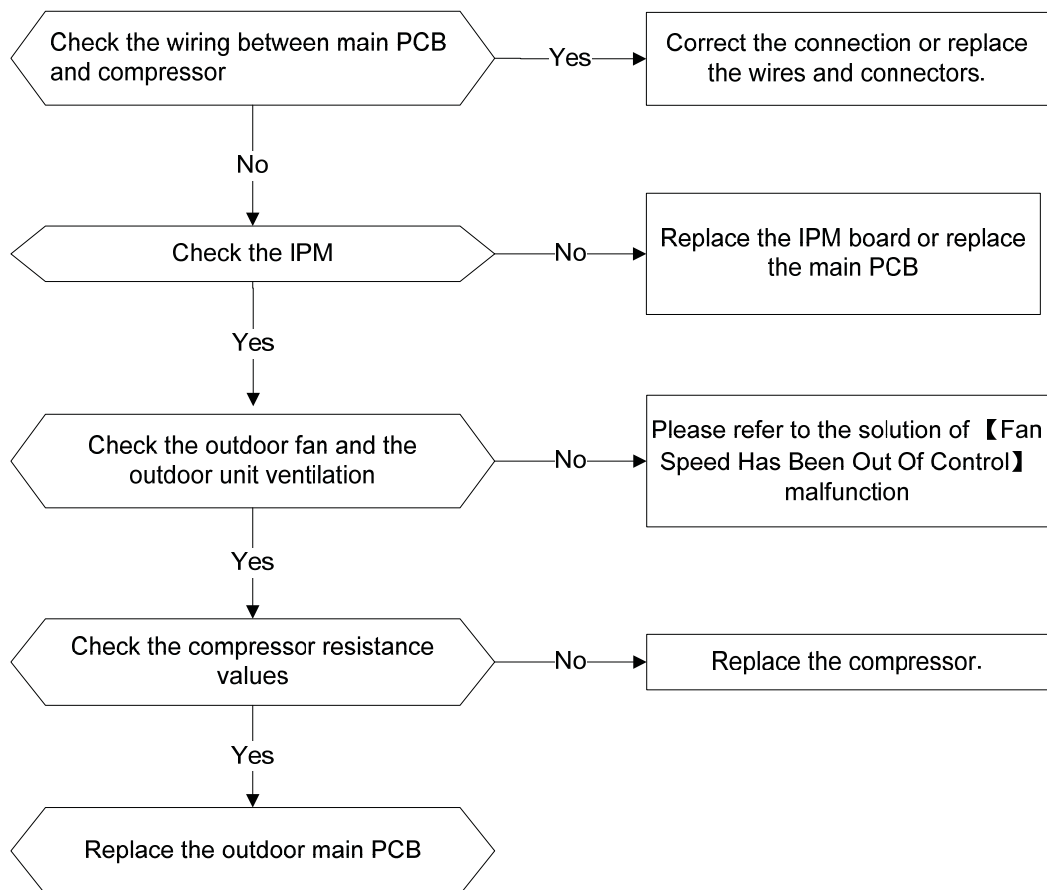 Check the wiring between main PCB
and compressor
Yes
Correct the connection or replace
the wires and connectors.
No
Check the IPM
No
Replace the IPM board or replace
the main PCB
Yes
Check the outdoor fan and the
outdoor unit ventilation
No
Please refer to the solution of 【Fan
Speed Has Been Out Of Control】
malfunction
Yes
Check the compressor resistance
values
No
Replace the compressor.
Yes
Replace the outdoor main PCB